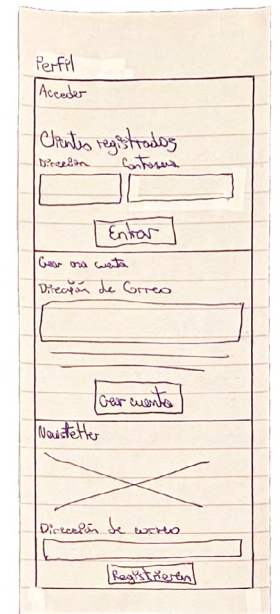 Perfil
Acceder
Clientes registrados
Dirección Contraseña
Entrar
Crear una cuenta
Dirección de Correo
Crear cuenta
Newsletter
Dirección de correo